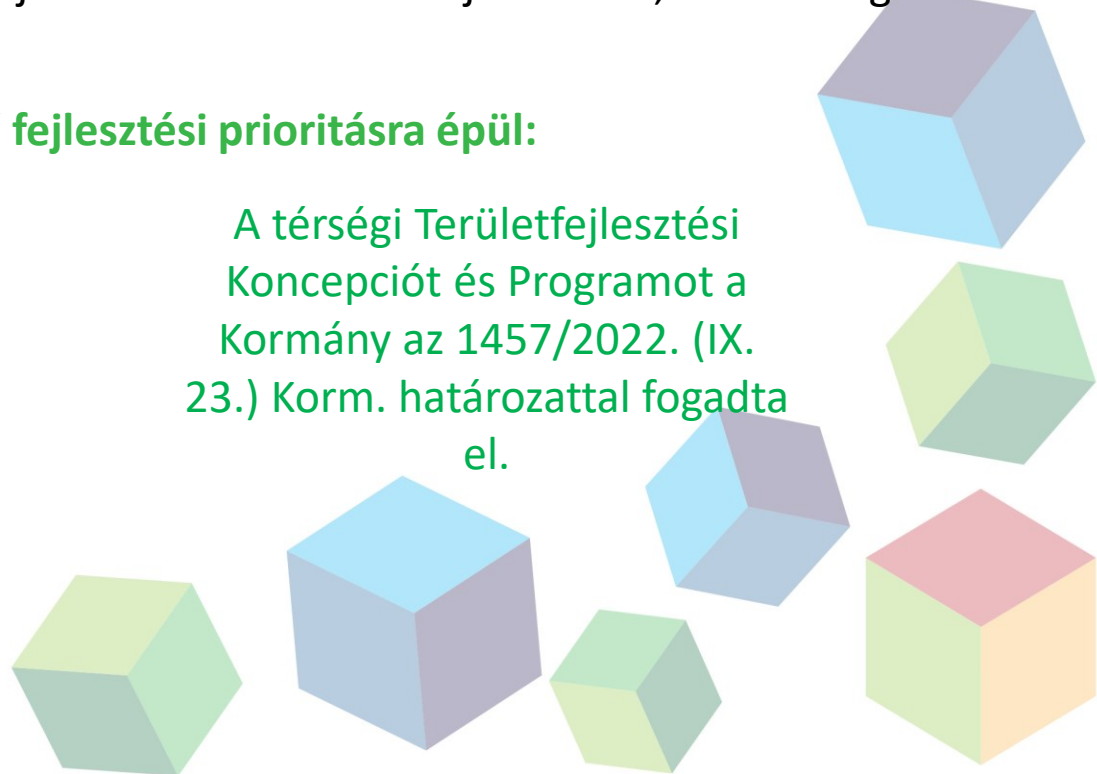 fejlesztési prioritásra épül:
A térségi Területfejlesztési
Koncepciót és Programot a
Kormány az 1457/2022. (IX.
23.) Korm. határozattal fogadta
el.